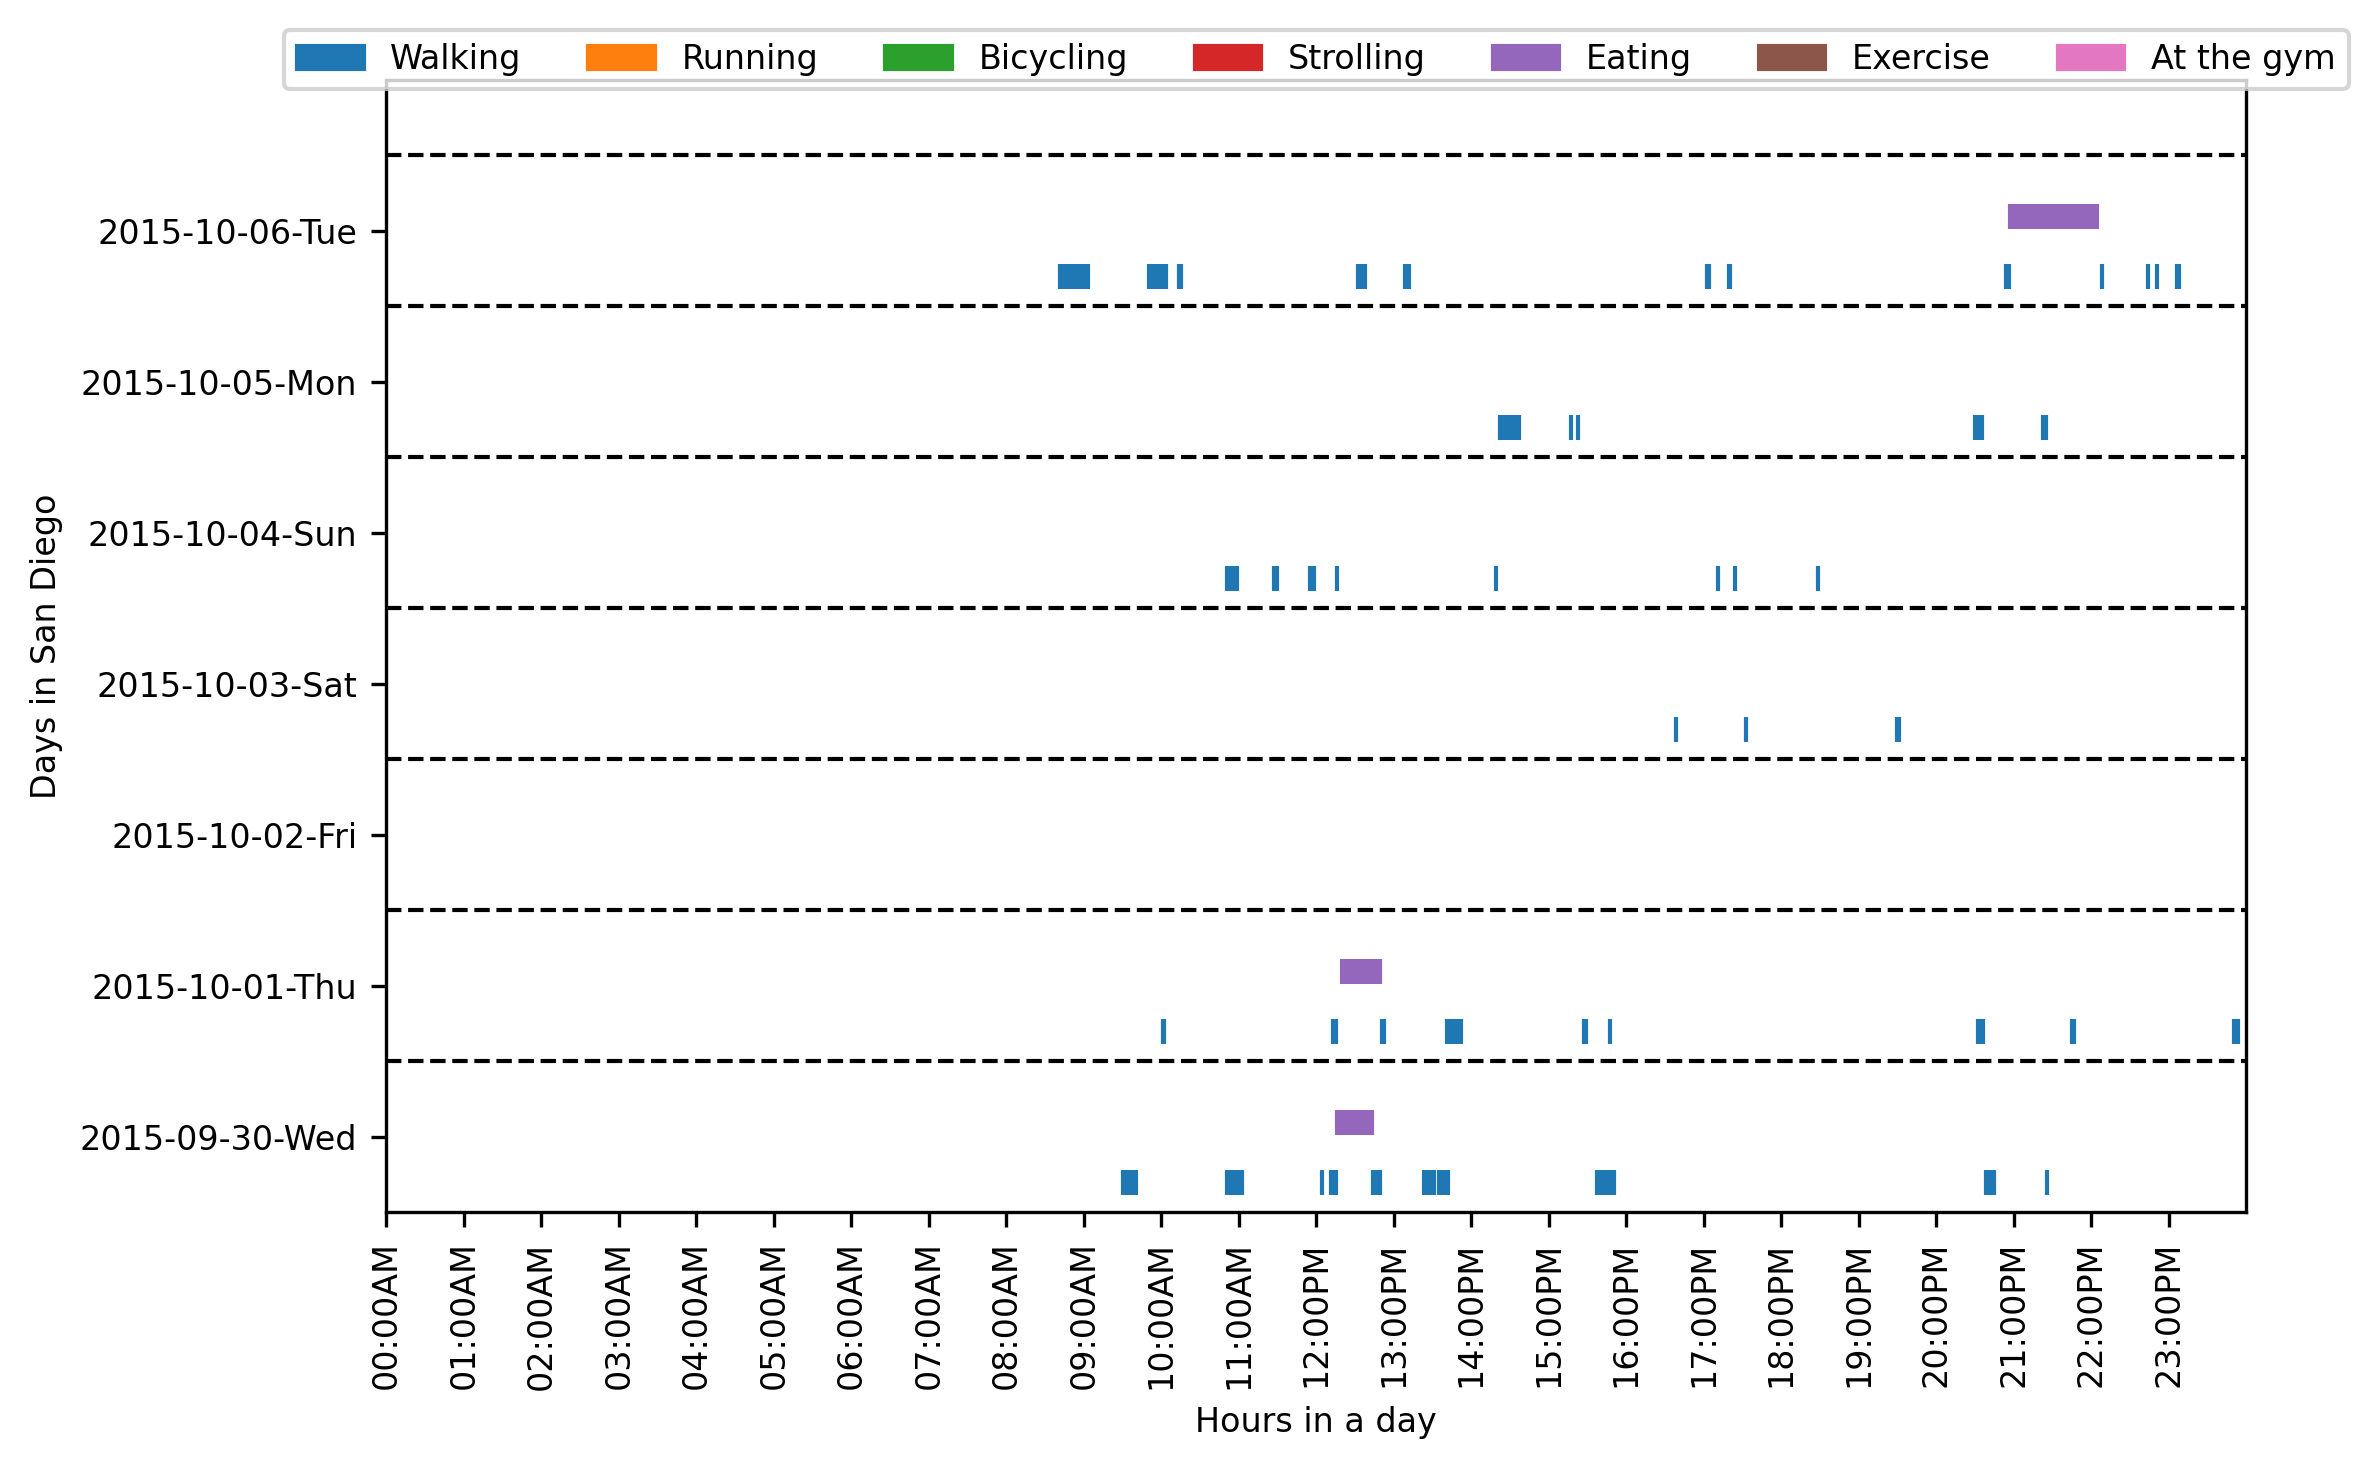 Walking Running Bicycling Strolling Eating Exercise At the gym
2015-10-06-Tue
2015-10-05-Mon
2015-10-04-Sun
2015-10-03-Sat
2015-10-02-Fri
2015-10-01-Thu
2015-09-30-Wed
Days in San Diego
00:00AM
01:00AM
02:00AM
03:00AM
04:00AM
05:00AM
06:00AM
07:00AM
08:00AM
09:00AM
10:00AM
11:00AM
12:00PM
13:00PM
14:00PM
15:00PM
16:00PM
17:00PM
18:00PM
19:00PM
20:00PM
21:00PM
22:00PM
23:00PM
Hours in a day